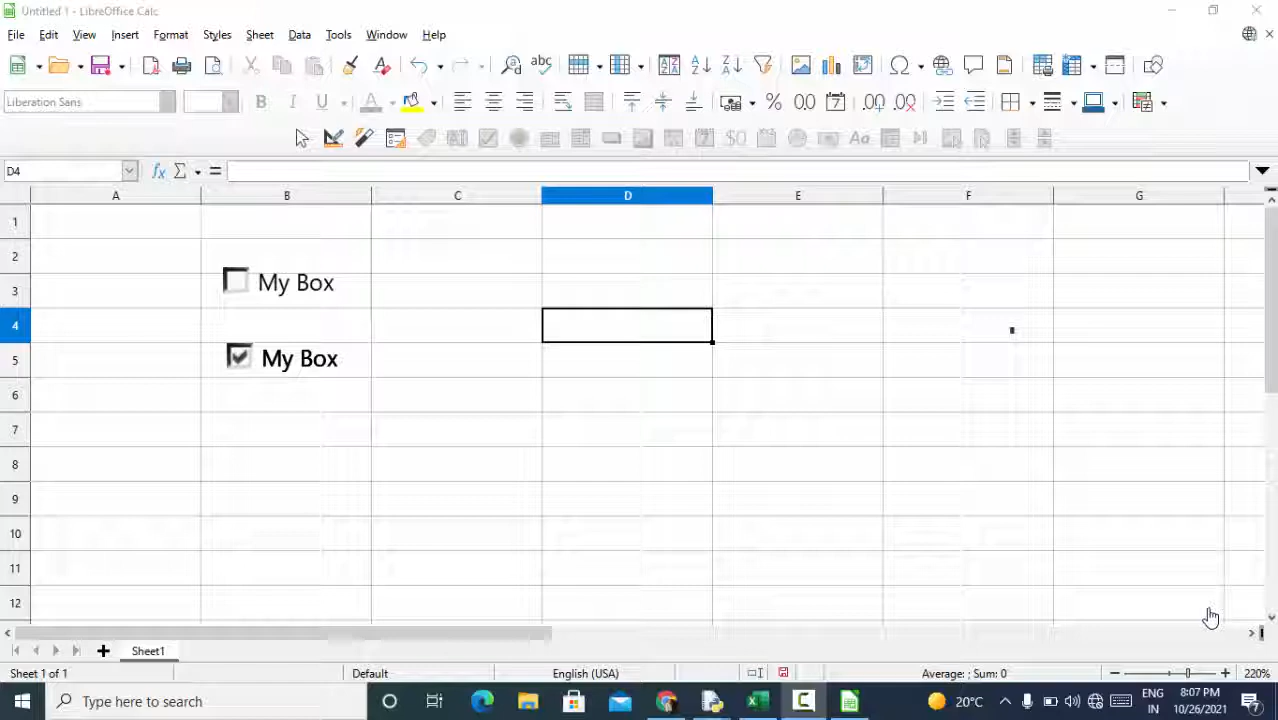 Untitled 1 - LibreOffice Calc
File Edit View Insert Format Styles Sheet Data Tools Window Help
Liberation Sans
D4
A B C D E F G
1
2
3 My Box
4
5 My Box
6
7
8
9
10
11
12
Sheet1
Sheet 1 of 1 Default English (USA) Average: ; Sum: 0 220%
Type here to search 20°C ENG 8:07 PM
IN 10/26/2021 7